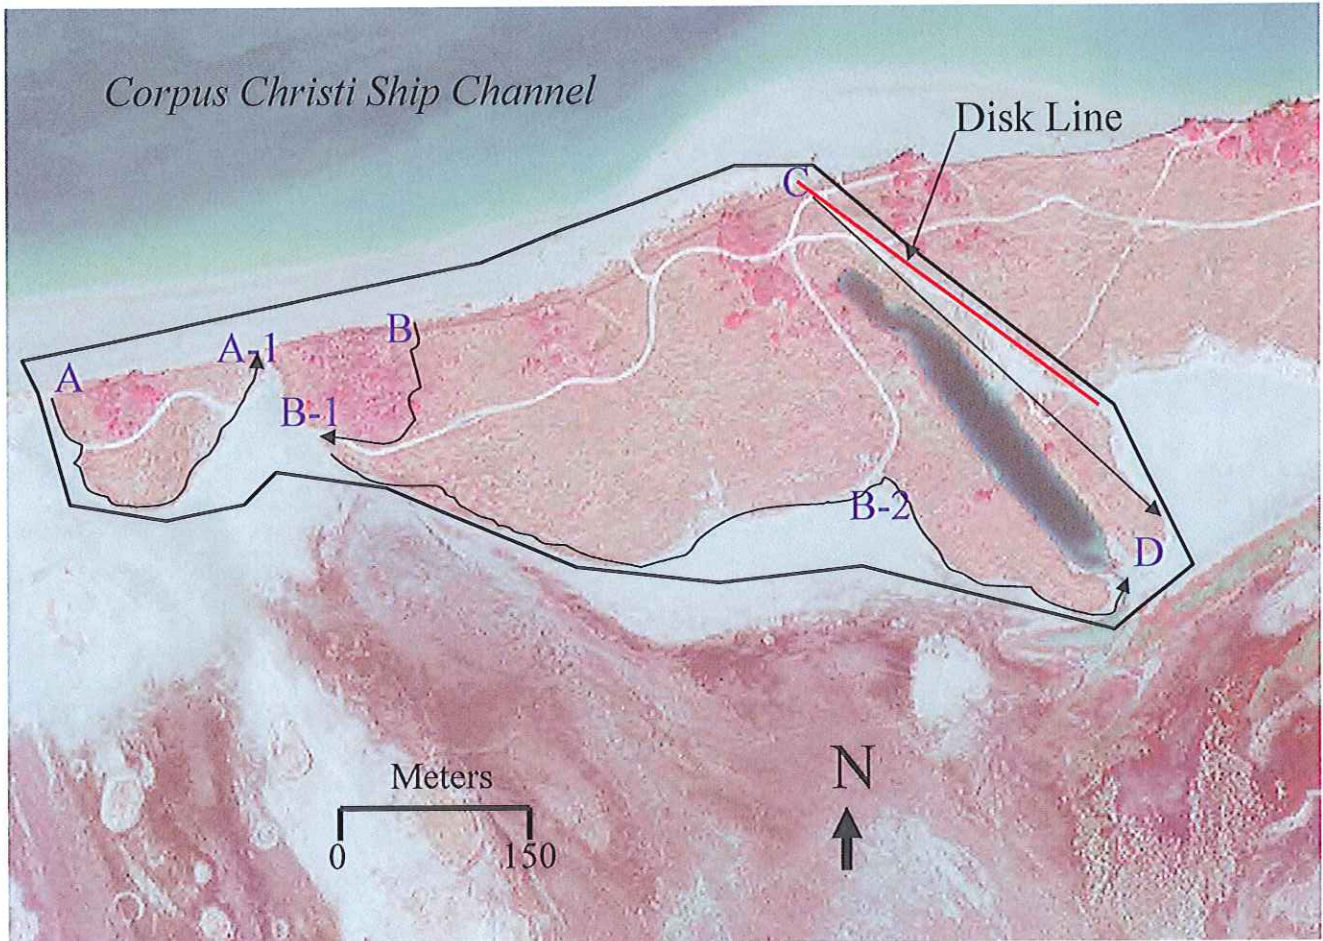 Corpus Christi Ship Channel
Disk Line
C
B
A-1
A
B-1
B-2
D
N
Meters
0 150